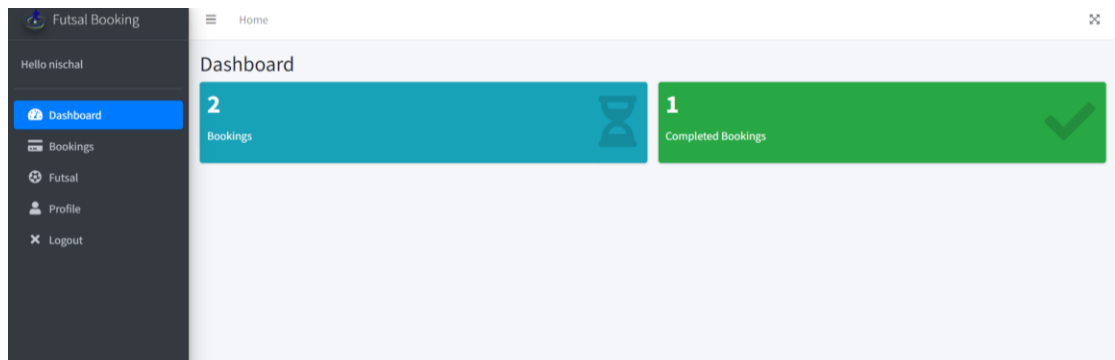 Futsal Booking
Home
Hello nischal
Dashboard
Bookings
Futsal
Profile
Logout
Dashboard
2
Bookings
1
Completed Bookings